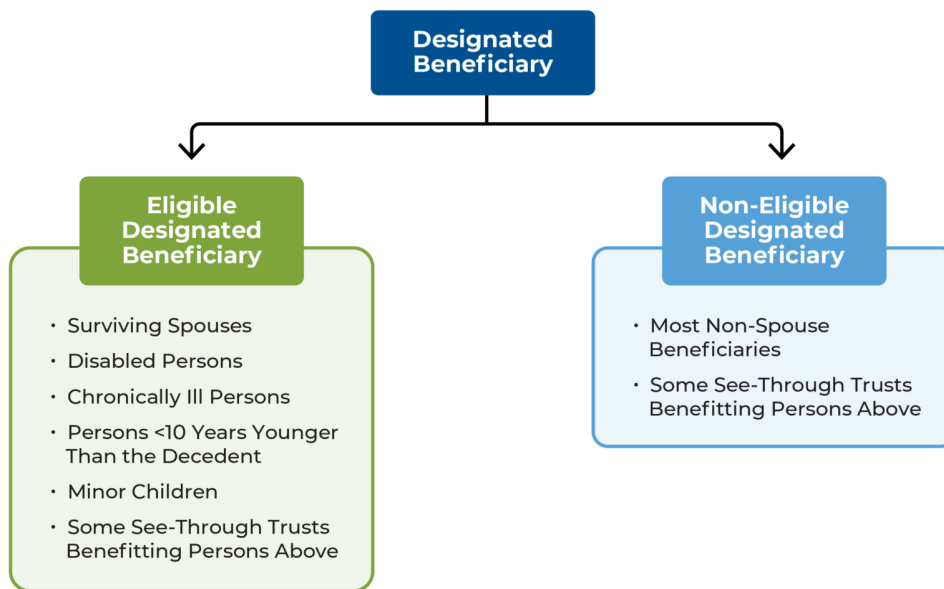 Designated
Beneficiary
Eligible
Designated
Beneficiary
· Surviving Spouses
· Disabled Persons
· Chronically Ill Persons
· Persons <10 Years Younger
Than the Decedent
· Minor Children
· Some See-Through Trusts
Benefitting Persons Above
Non-Eligible
Designated
Beneficiary
· Most Non-Spouse
Beneficiaries
· Some See-Through Trusts
Benefitting Persons Above